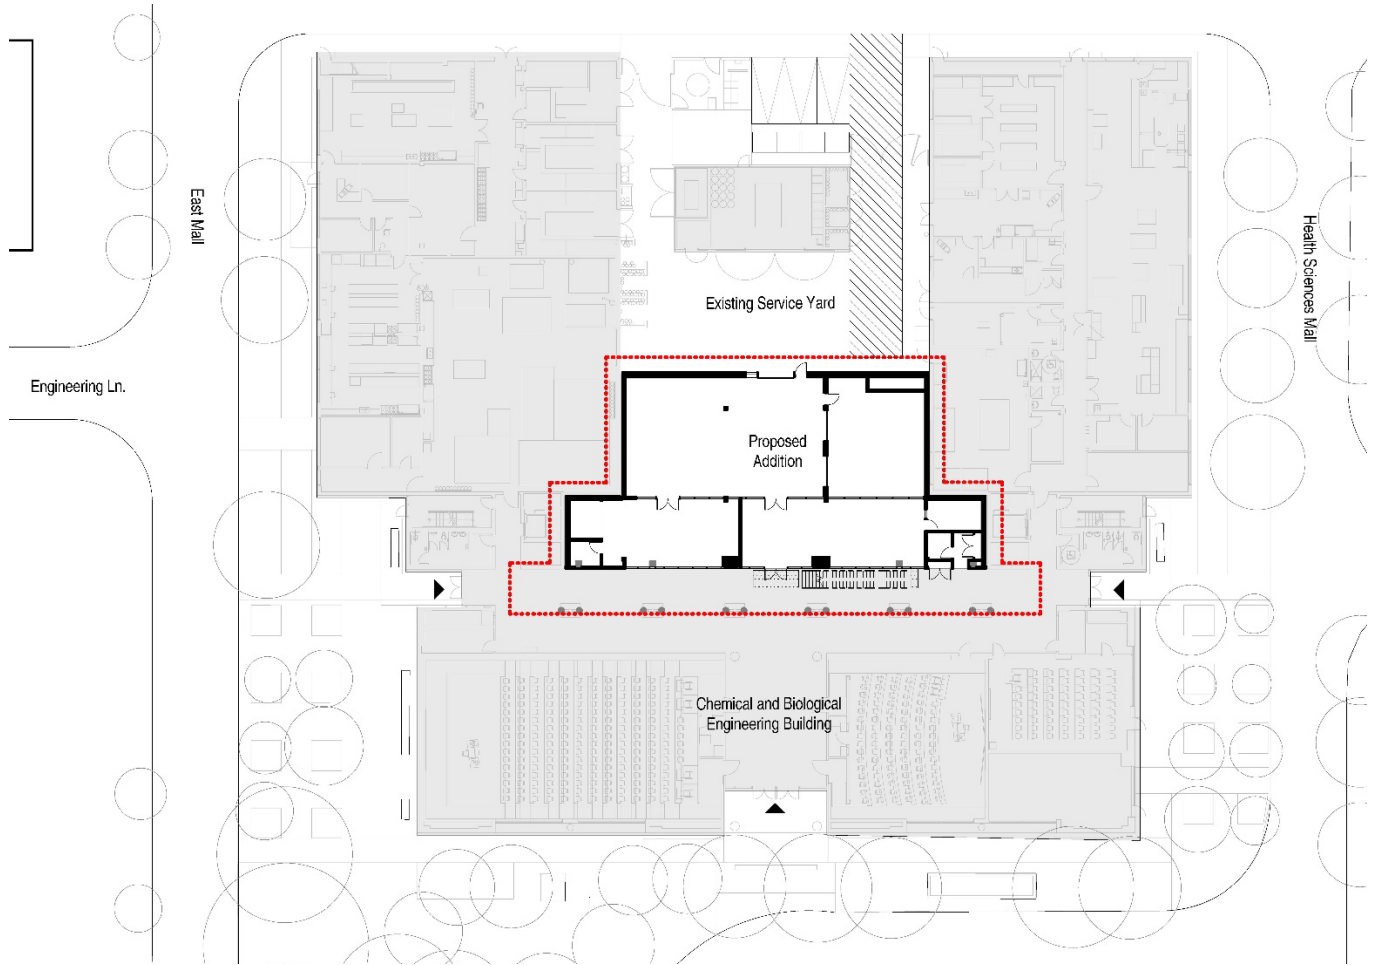 East Mall
Health Sciences Mall
Existing Service Yard
Engineering Ln.
Proposed
Addition
Chemical and Biological
Engineering Building